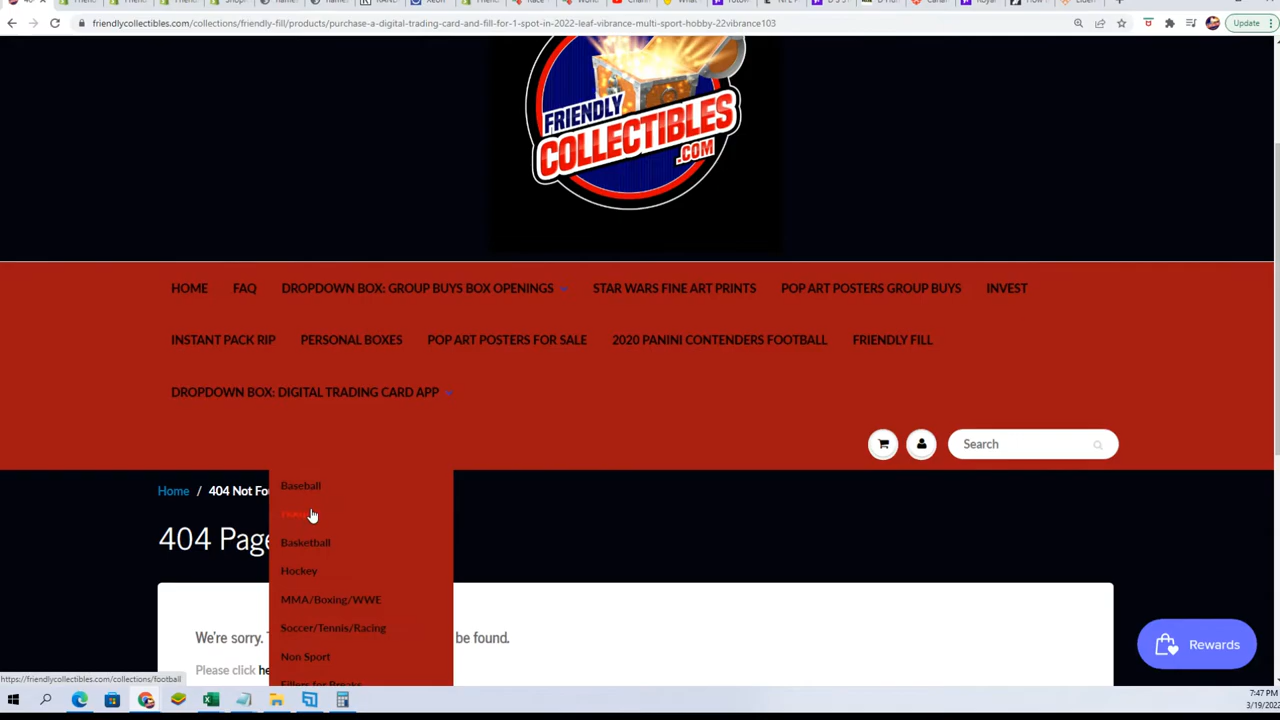 friendlycollectibles.com/collections/friendly-fill/products/purchase-a-digital-trading-card-and-fill-for-1-spot-in-2022-leaf-vibrance-multi-sport-hobby-22vibrance103
Update
FRIENDLY
COLLECTIBLES
.COM
HOME FAQ DROPDOWN BOX: GROUP BUYS BOX OPENINGS STAR WARS FINE ART PRINTS POP ART POSTERS GROUP BUYS INVEST
INSTANT PACK RIP PERSONAL BOXES POP ART POSTERS FOR SALE 2020 PANINI CONTENDERS FOOTBALL FRIENDLY FILL
DROPDOWN BOX: DIGITAL TRADING CARD APP
Search
Home / 404 Not Fo
Baseball
404 Page
Basketball
Hockey
MMA/Boxing/WWE
Soccer/Tennis/Racing
We're sorry. be found.
Non Sport
Rewards
Please click he
Fillers for Breaks
https://friendlycollectibles.com/collections/football
7:47 PM
3/19/2022